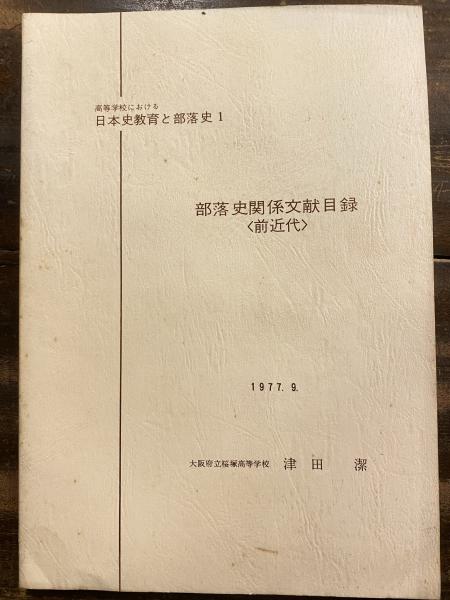 高等学校における
日本史教育と部落史 1
部落史関係文献目録
<前近代>
1977. 9.
大阪府立桜塚高等学校 津田 潔